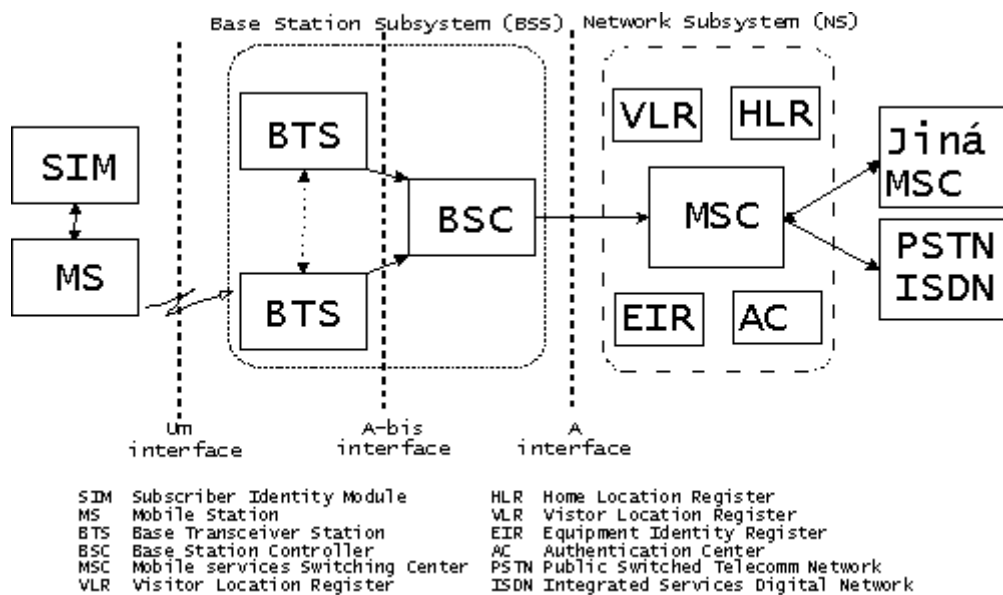 Base Station Subsystem (BSS)
Network Subsystem (NS)
SIM
MS
BTS
BTS
BSC
VLR
HLR
MSC
EIR
AC
Jiná
MSC
PSTN
ISDN
Um
interface
A-bis
interface
A
interface
SIM Subscriber Identity Module
MS Mobile Station
BTS Base Transceiver Station
BSC Base Station Controller
MSC Mobile services Switching Center
VLR Visitor Location Register
HLR Home Location Register
VLR Vistor Location Register
EIR Equipment Identity Register
AC Authentication Center
PSTN Public Switched Telecomm Network
ISDN Integrated Services Digital Network